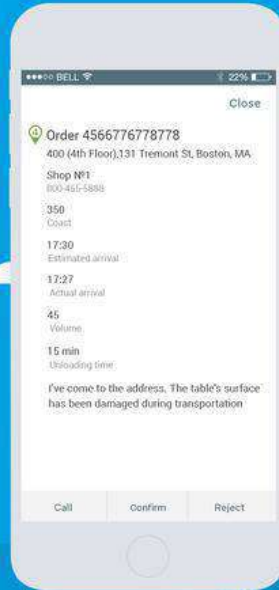 BELL 22%
Close
4 Order 4566776778778
400 (4th Floor),131 Tremont St, Boston, MA
Shop №1
800-455-5888
350
Coast
17:30
Estimated arrival
17:27
Actual arrival
45
Volume
15 min
Unloading time
I've come to the address. The table's surface
has been damaged during transportation
Call Confirm Reject